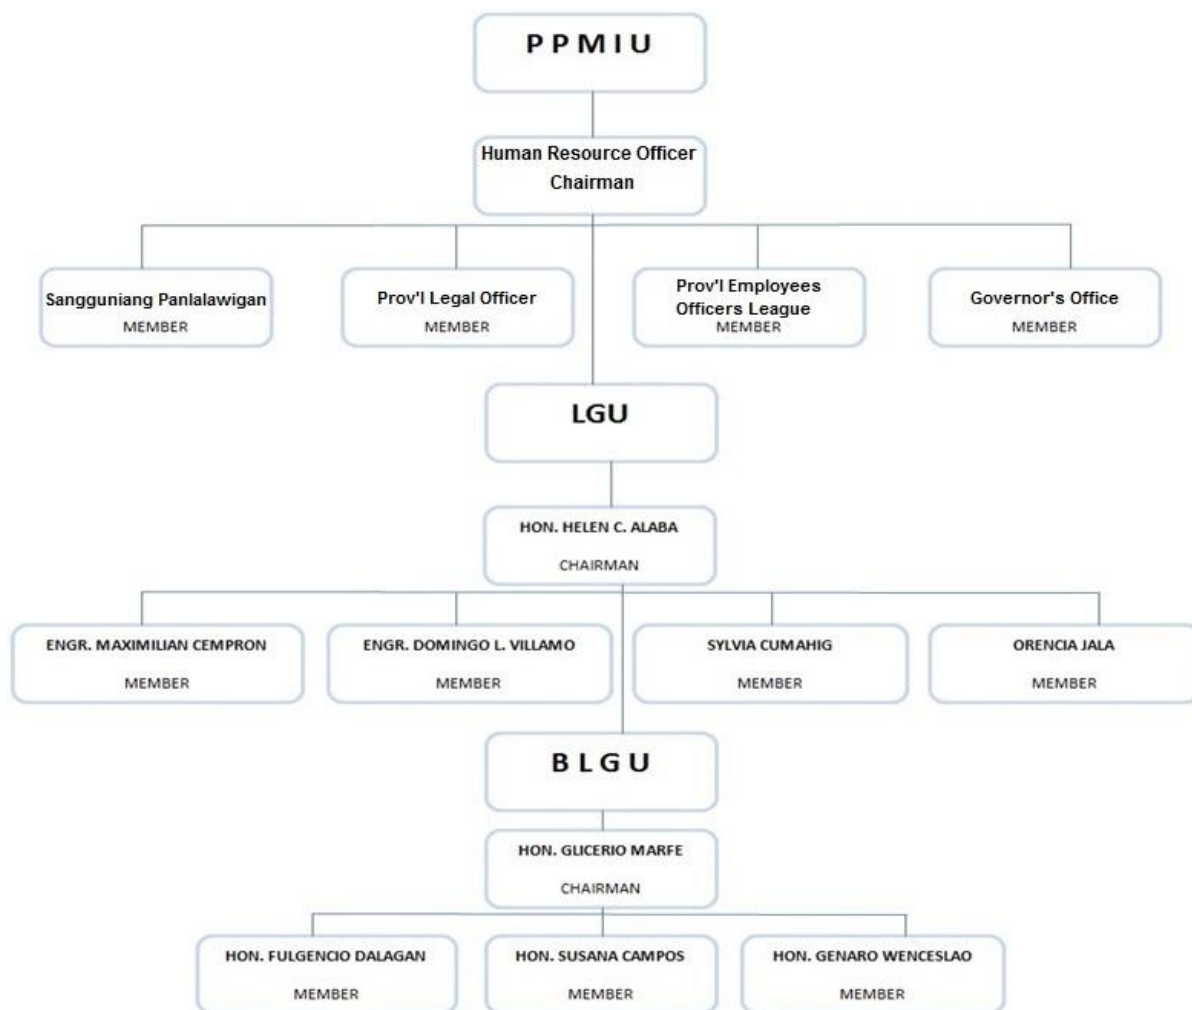 P P M I U
Human Resource Officer
Chairman
Sangguniang Panlalawigan
MEMBER
Prov'l Legal Officer
MEMBER
Prov'l Employees
Officers League
MEMBER
Governor's Office
MEMBER
LGU
HON. HELEN C. ALABA
CHAIRMAN
ENGR. MAXIMILIAN CEMPRON
MEMBER
ENGR. DOMINGO L. VILLAMO
MEMBER
SYLVIA CUMAHIG
MEMBER
ORENCIA JALA
MEMBER
B L G U
HON. GLICERIO MARFE
CHAIRMAN
HON. FULGENCIO DALAGAN
MEMBER
HON. SUSANA CAMPOS
MEMBER
HON. GENARO WENCESLAO
MEMBER